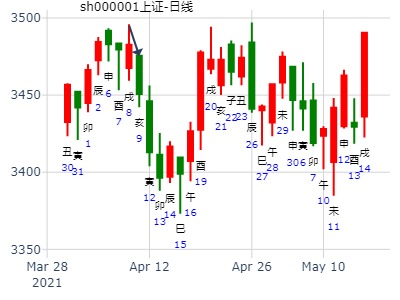 sh000001上证-日线
3500
3450
3400
3350
丑
30
寅
31
卯
1
辰
2
申
6
酉
7
戌
8
亥
9
寅
12
卯
13
辰
14
巳
15
午
16
酉
19
戌
20
亥
21
子
22
丑
23
辰
26
巳
27
午
28
未
29
申
30
寅
6
卯
7
午
10
未
11
申
12
酉
13
戌
14
Mar 28
2021
Apr 12
Apr 26
May 10